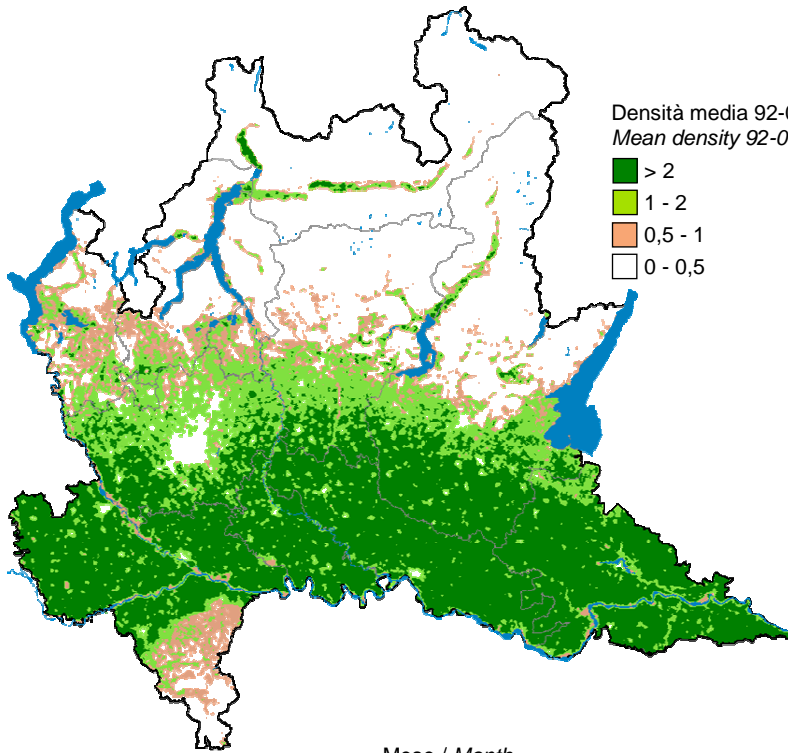 Densità media 92-0
Mean density 92-0
> 2
1 - 2
0,5 - 1
0 - 0,5
Mese / Month